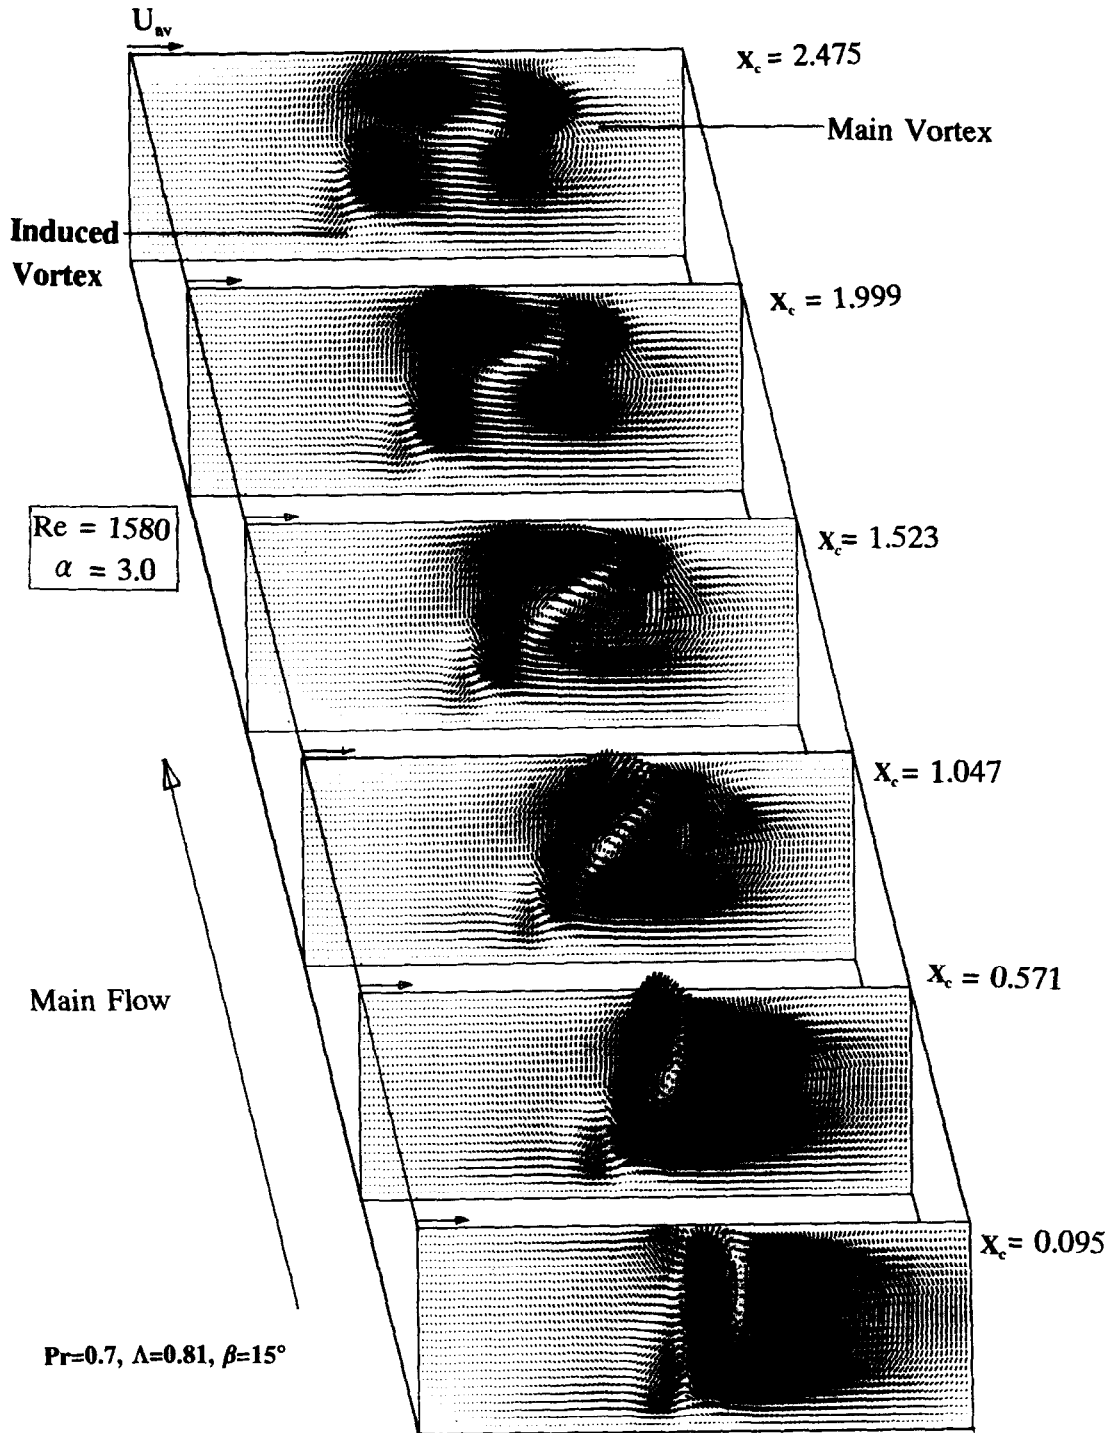 U_av
X_c = 2.475
Main Vortex
Induced
Vortex
X_c = 1.999
Re = 1580
α = 3.0
X_c = 1.523
X_c = 1.047
X_c = 0.571
Main Flow
X_c = 0.095
Pr=0.7, Λ=0.81, β=15°